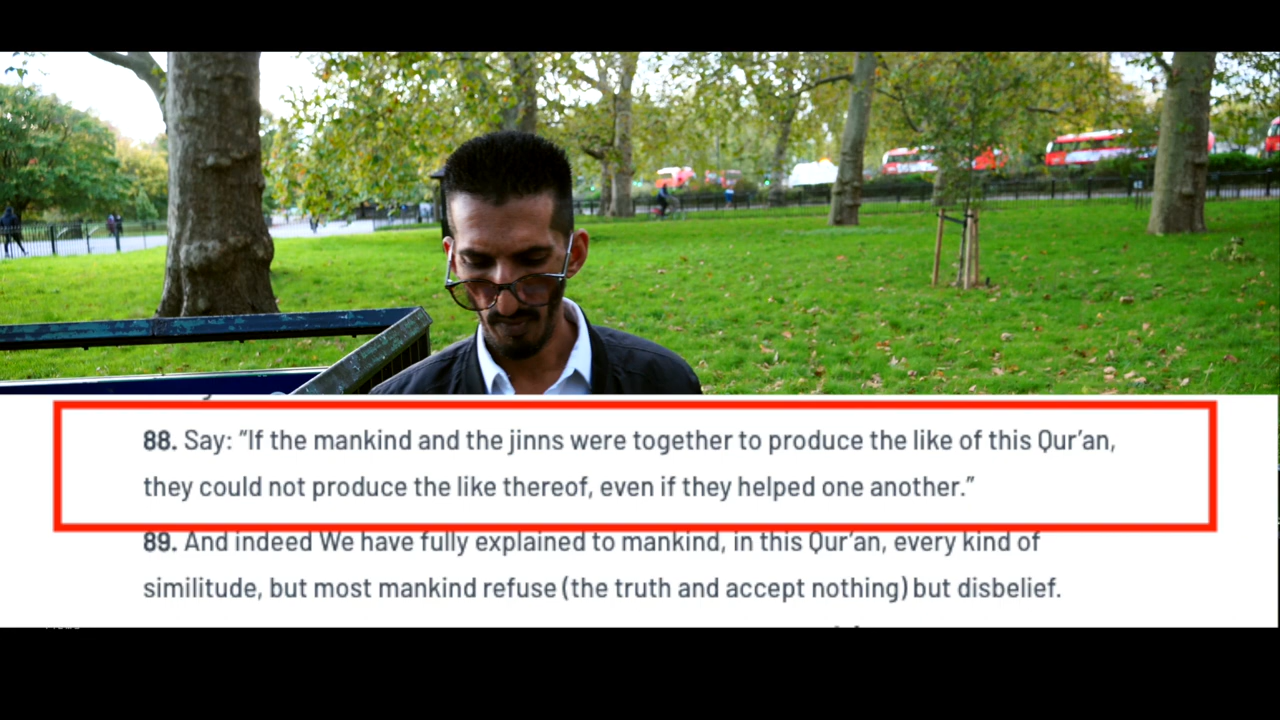 88. Say: “If the mankind and the jinns were together to produce the like of this Qur’an,
they could not produce the like thereof, even if they helped one another.”
89. And indeed We have fully explained to mankind, in this Qur’an, every kind of
similitude, but most mankind refuse (the truth and accept nothing) but disbelief.